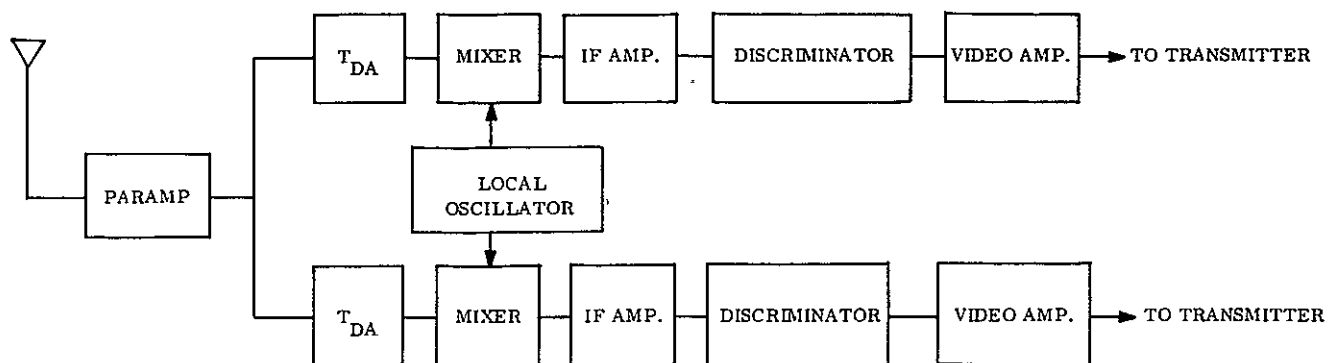 T_DA MIXER IF AMP. DISCRIMINATOR VIDEO AMP. TO TRANSMITTER
PARAMP
LOCAL
OSCILLATOR
T_DA MIXER IF AMP. DISCRIMINATOR VIDEO AMP. TO TRANSMITTER